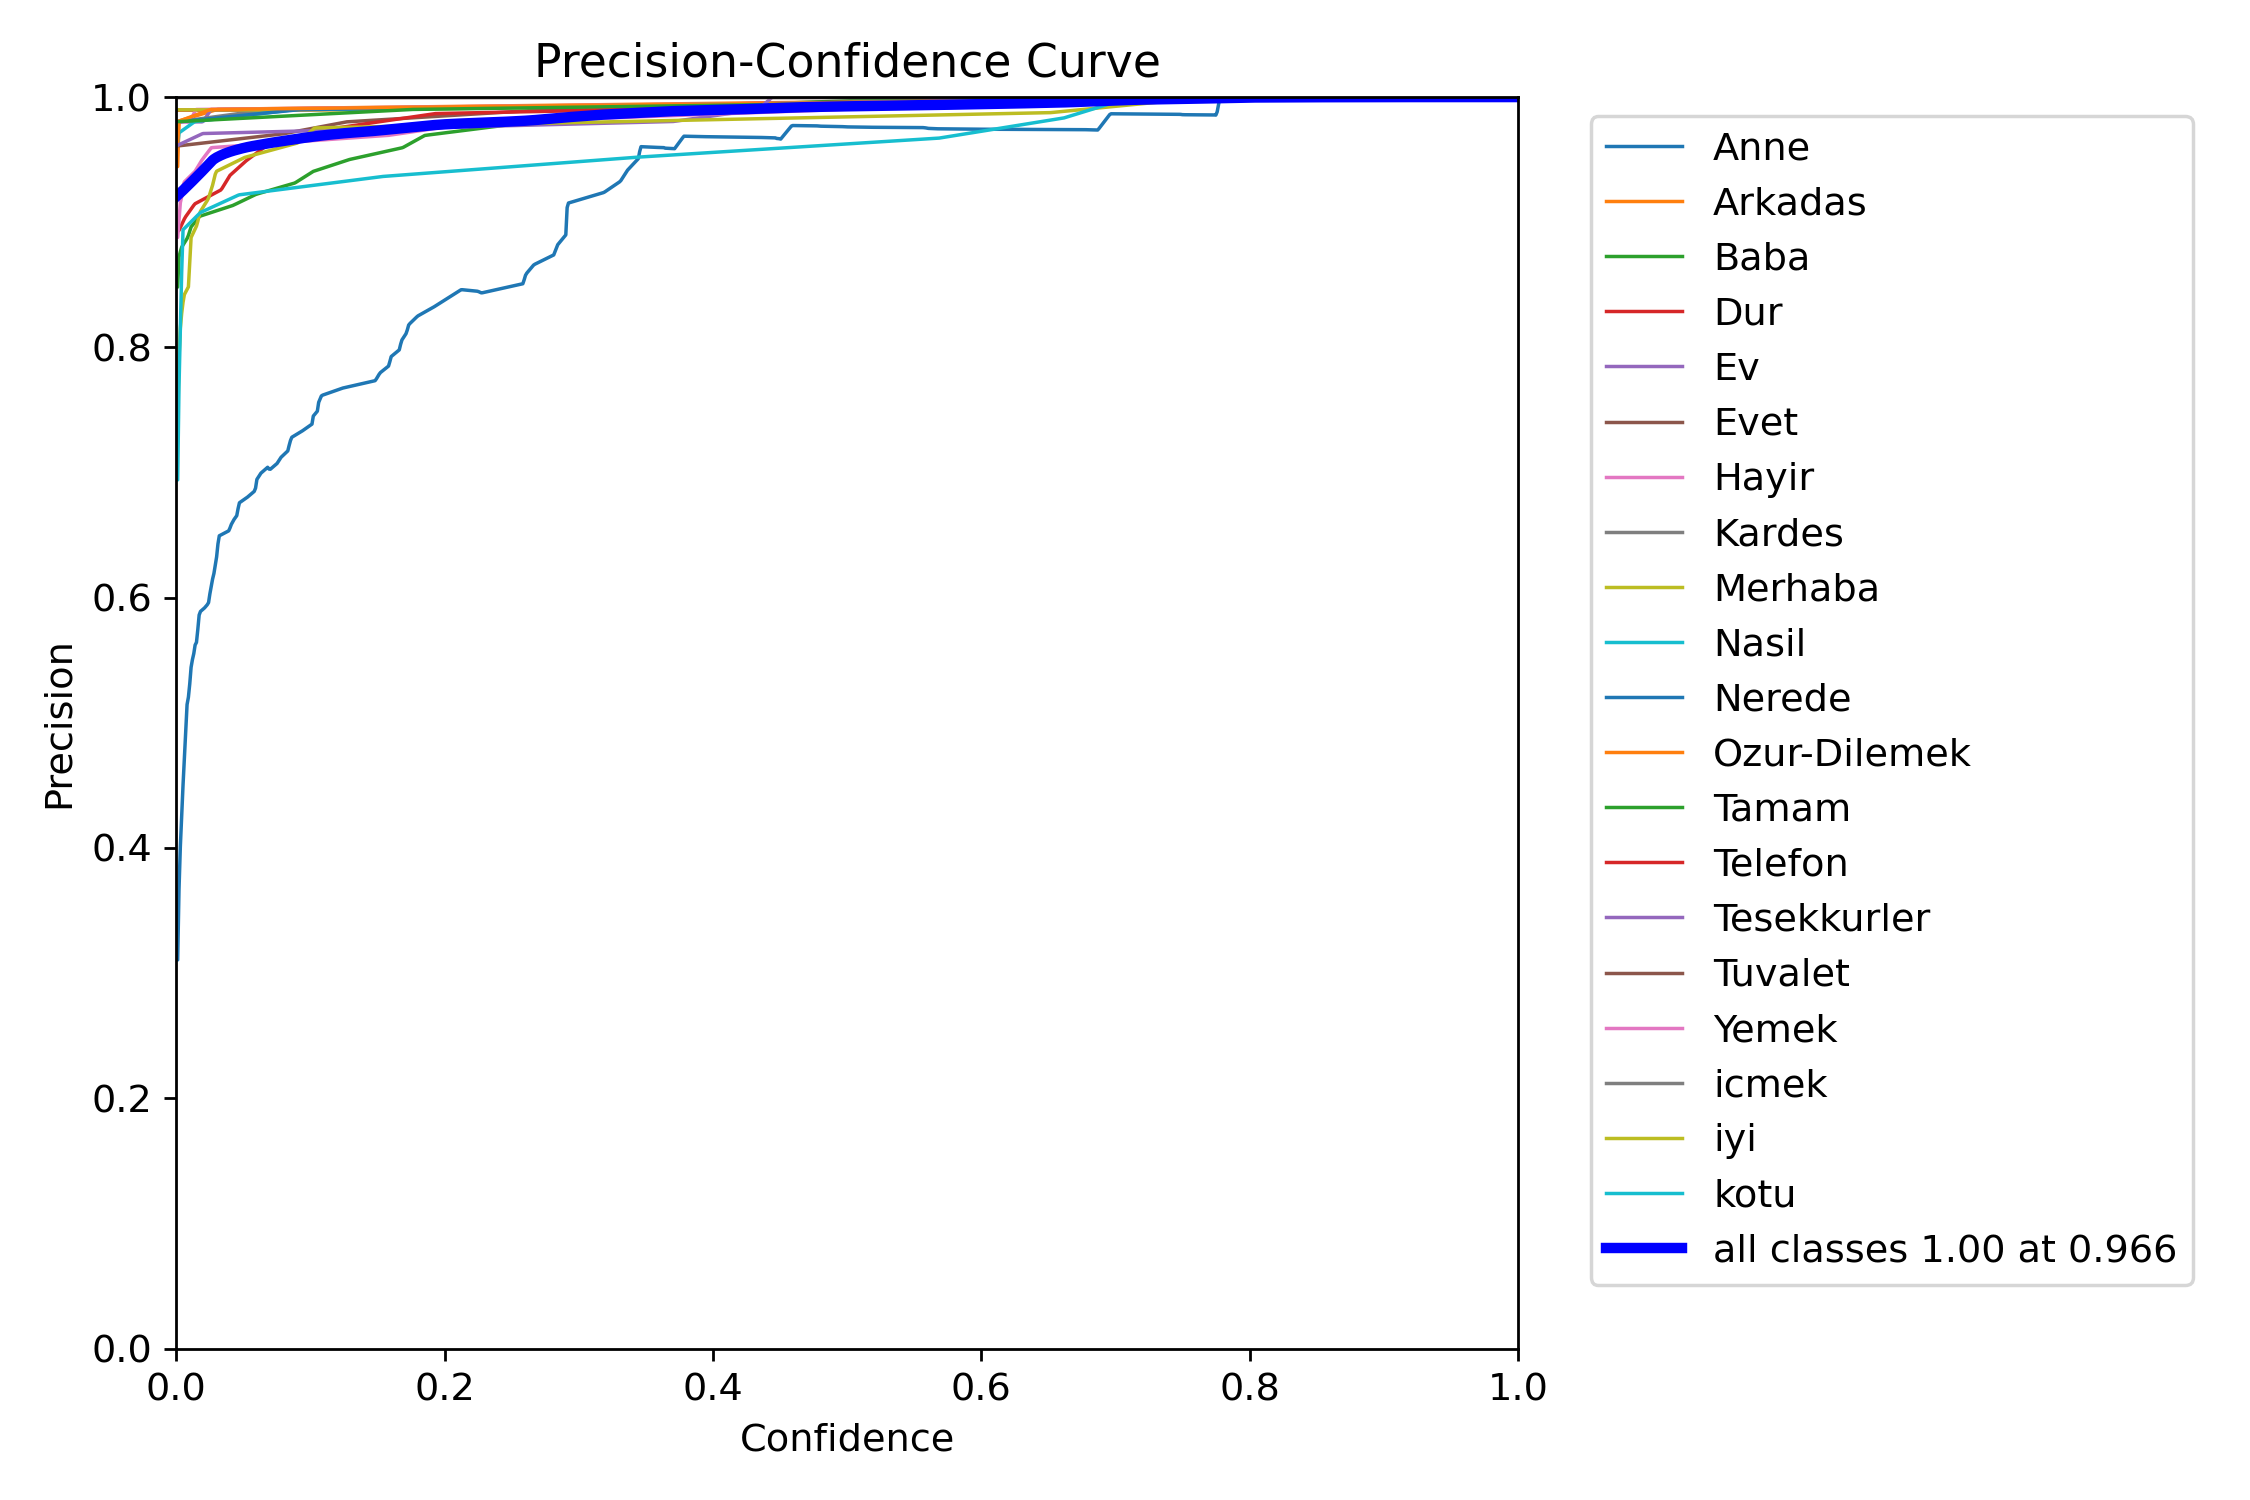 Precision-Confidence Curve
1.0
0.8
0.6
0.4
0.2
0.0
Precision
0.0 0.2 0.4 0.6 0.8 1.0
Confidence
Anne
Arkadas
Baba
Dur
Ev
Evet
Hayir
Kardes
Merhaba
Nasil
Nerede
Ozur-Dilemek
Tamam
Telefon
Tesekkurler
Tuvalet
Yemek
icmek
iyi
kotu
all classes 1.00 at 0.966